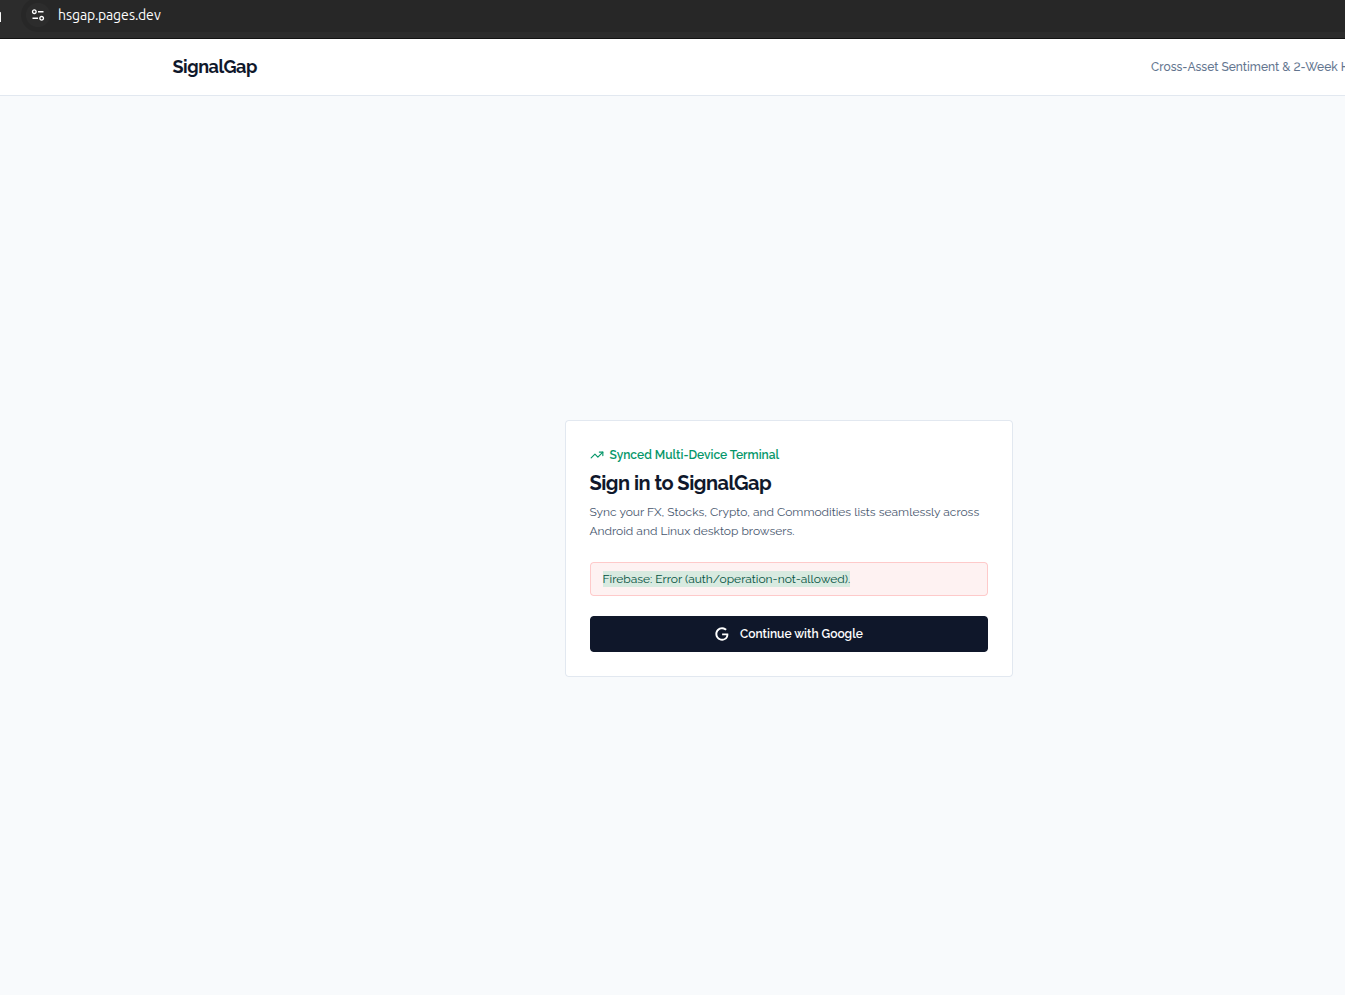 hsgap.pages.dev
SignalGap
Cross-Asset Sentiment & 2-Week H
Synced Multi-Device Terminal
Sign in to SignalGap
Sync your FX, Stocks, Crypto, and Commodities lists seamlessly across
Android and Linux desktop browsers.
Firebase: Error (auth/operation-not-allowed).
Continue with Google